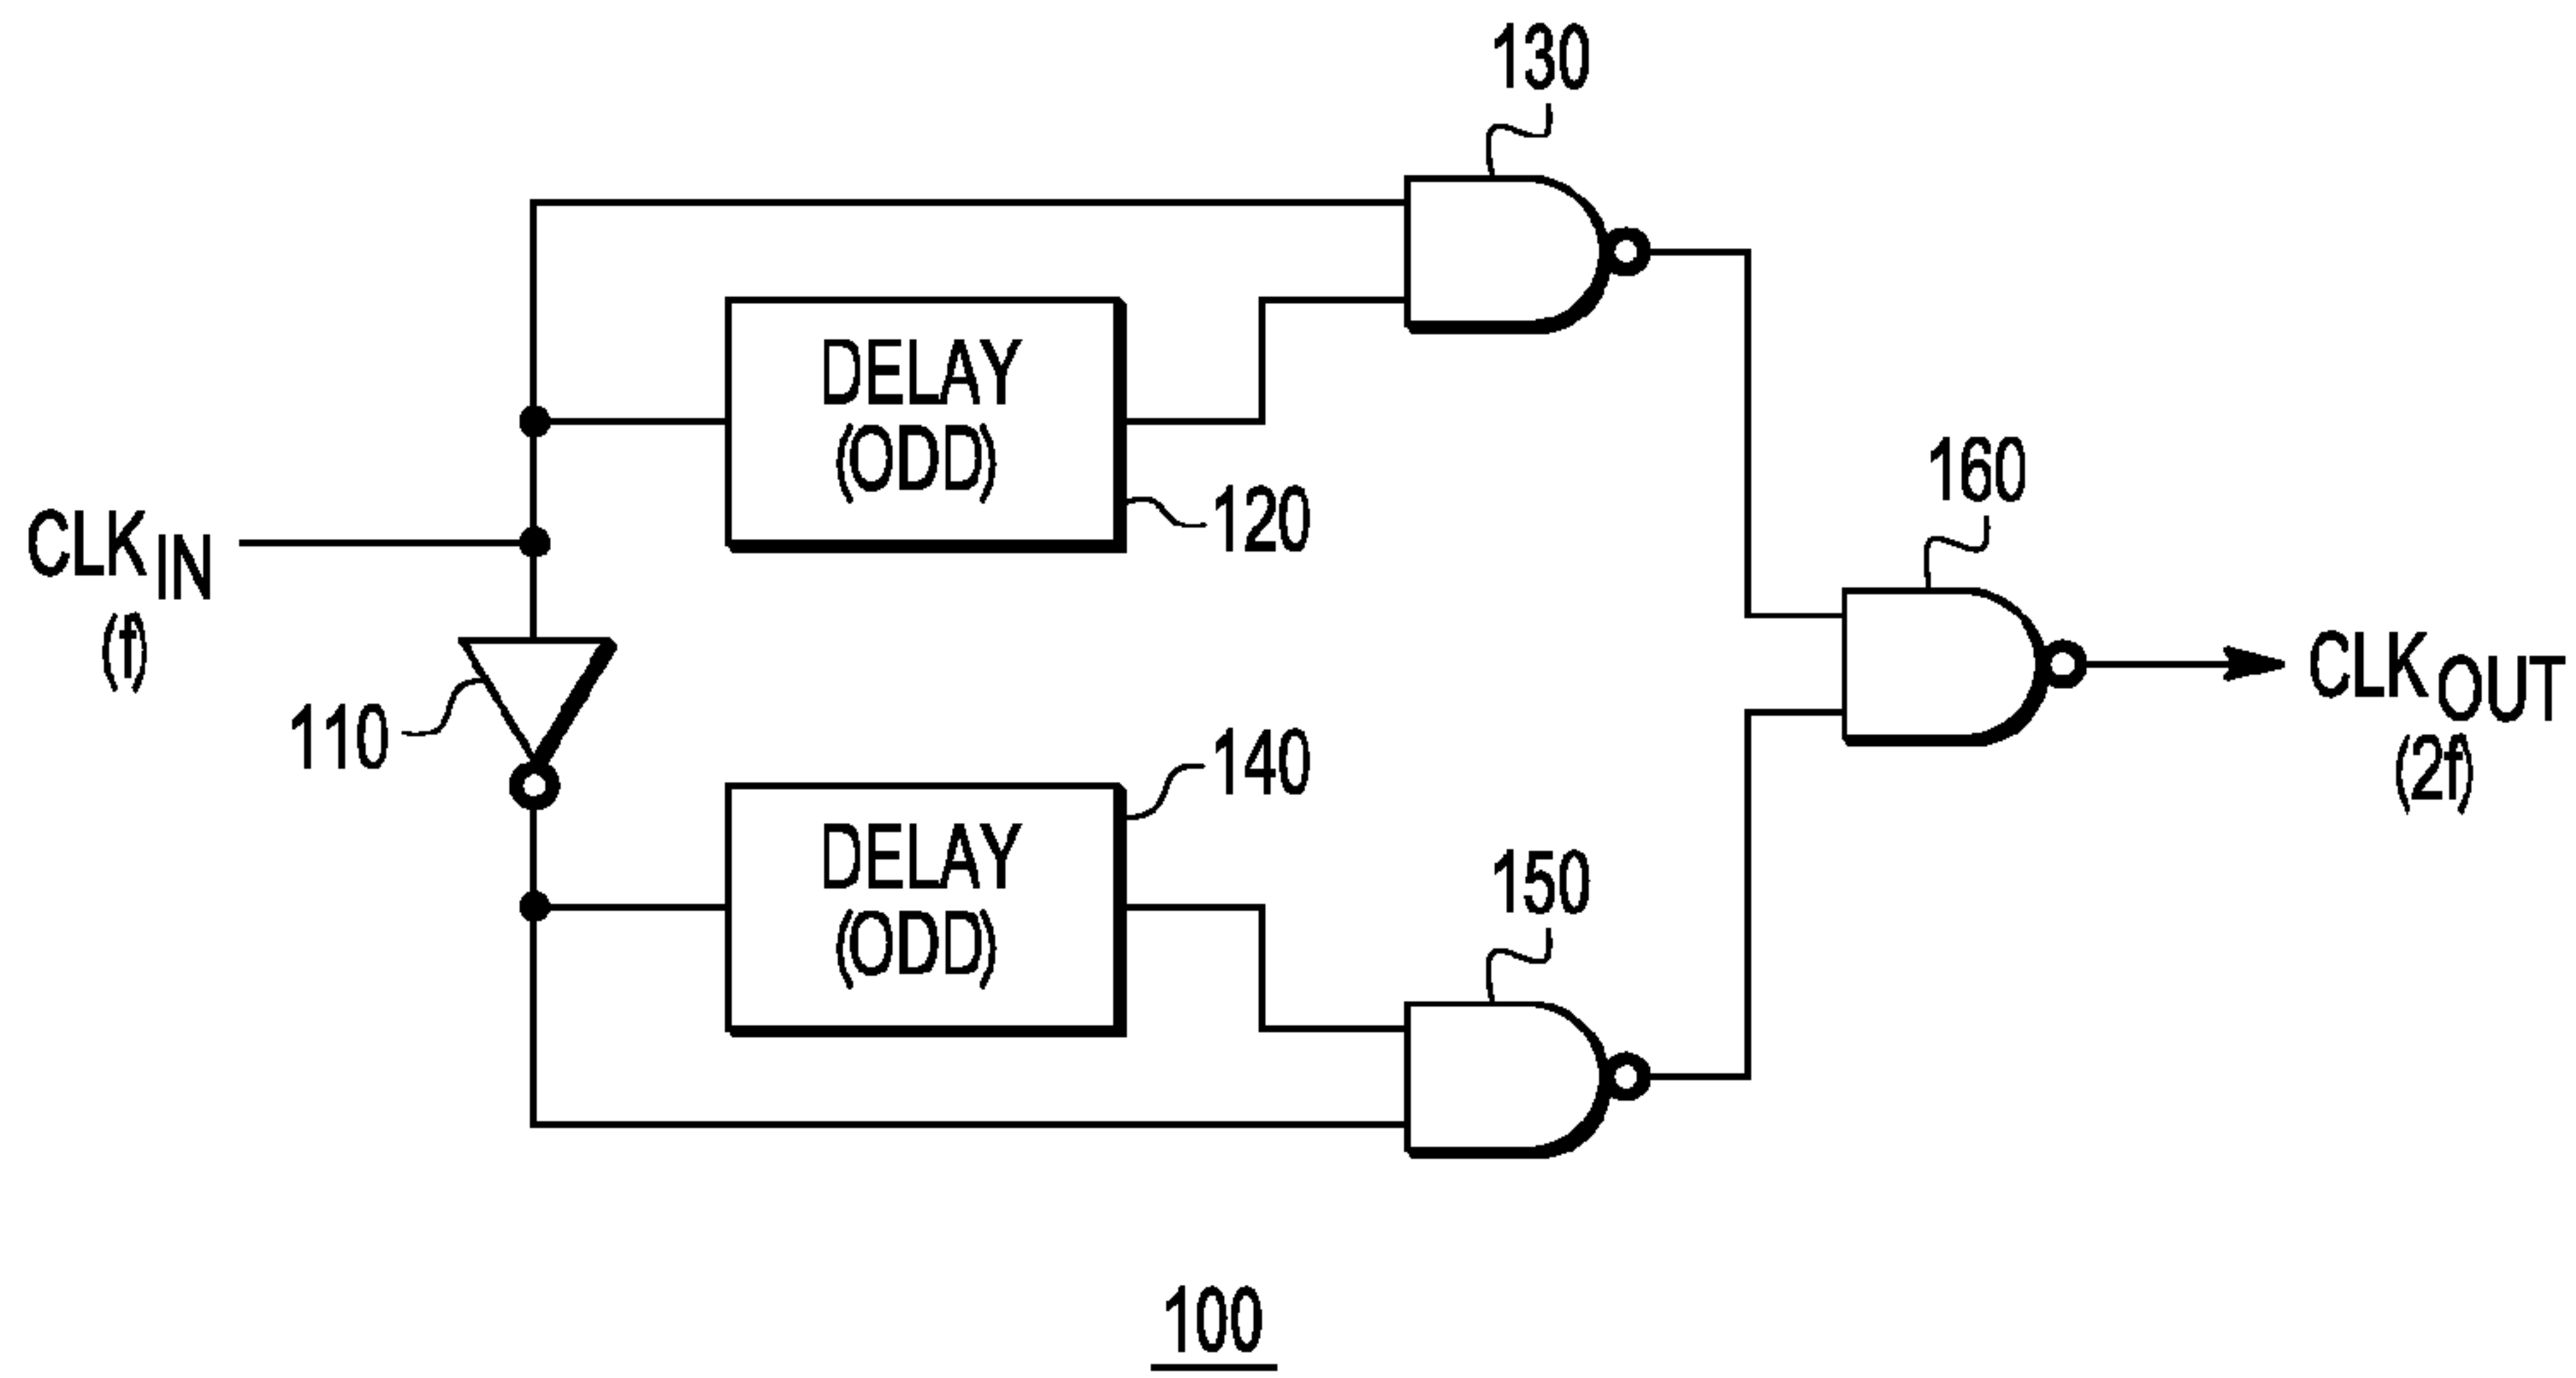 130
DELAY
(ODD)
120
160
CLKIN
(f)
110
CLKOUT
(2f)
140
DELAY
(ODD)
150
100